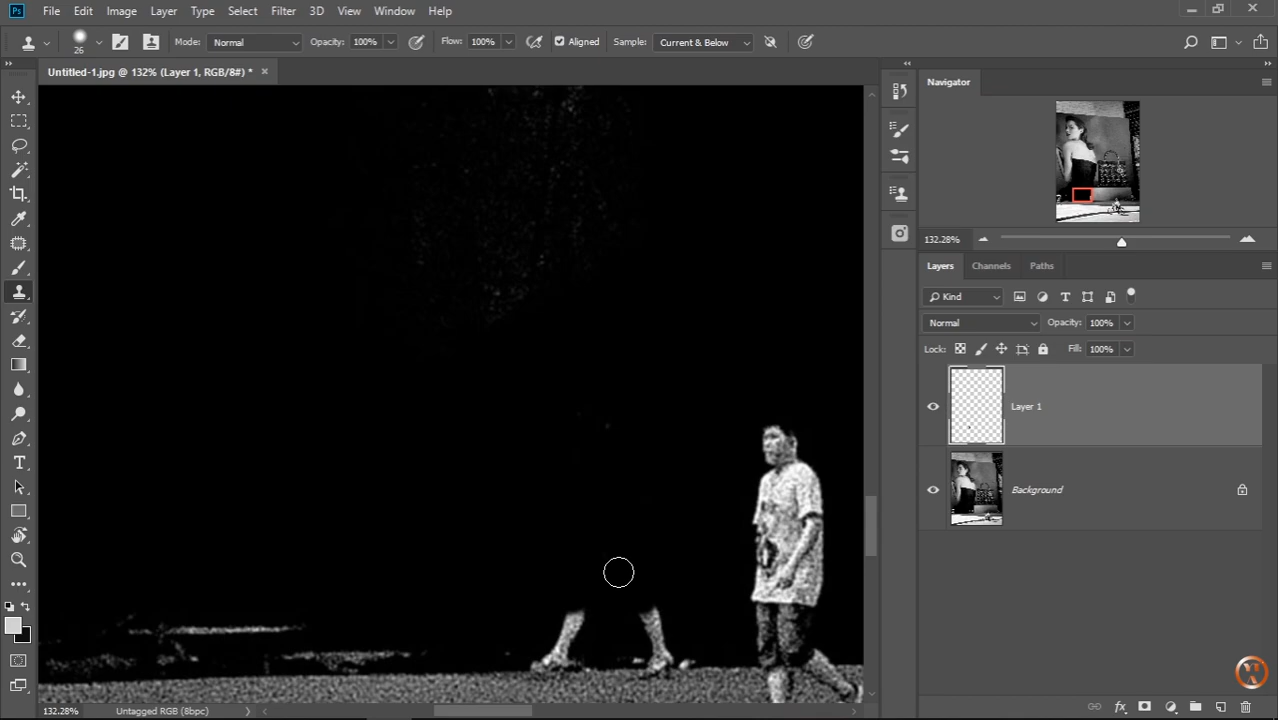 Ps File Edit Image Layer Type Select Filter 3D View Window Help
26 Mode: Normal Opacity: 100% Flow: 100% Aligned Sample: Current & Below
Untitled-1.jpg @ 132% (Layer 1, RGB/8#) * ×
Navigator
132.28%
Layers Channels Paths
Kind
Normal Opacity: 100%
Lock: Fill: 100%
Layer 1
Background
132.28% Untagged RGB (8bpc)